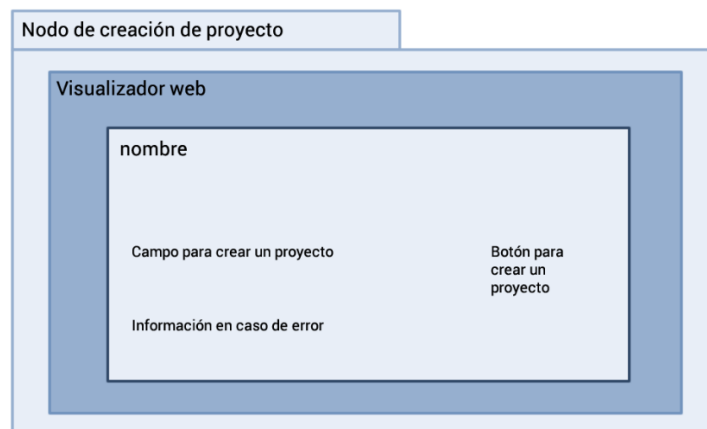 Nodo de creación de proyecto
Visualizador web
nombre
Campo para crear un proyecto
Botón para
crear un
proyecto
Información en caso de error